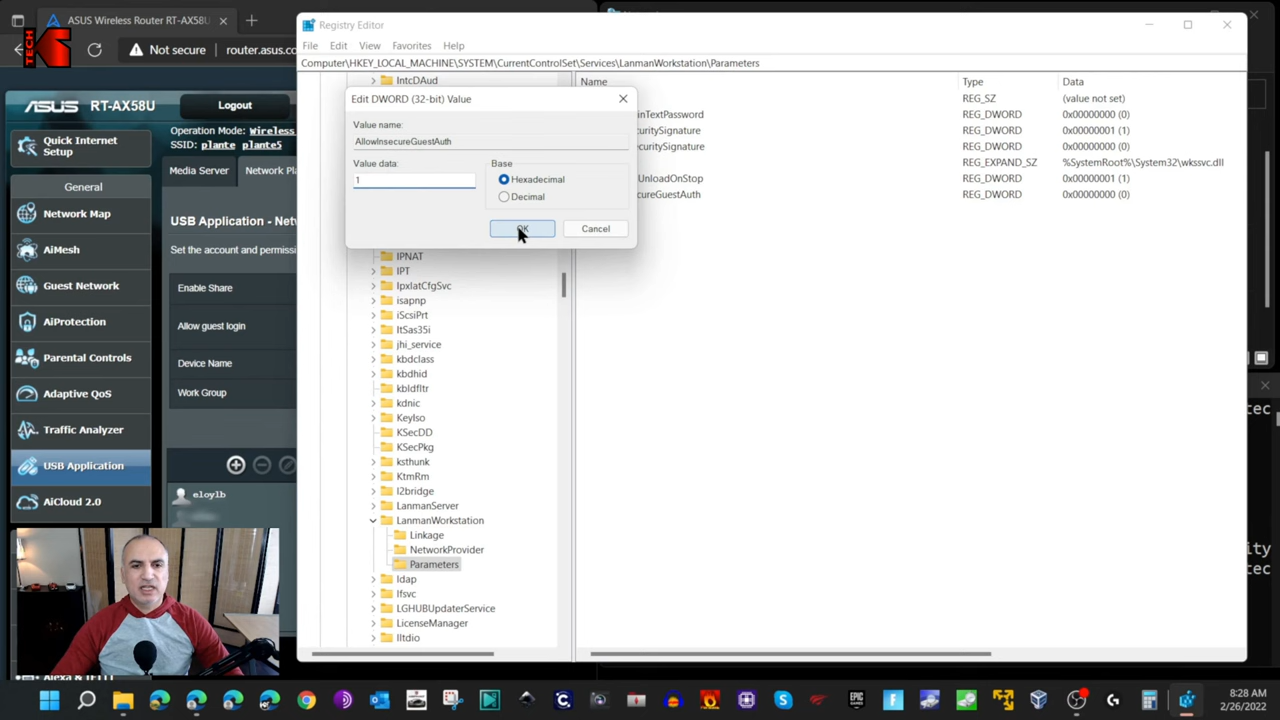 ASUS Wireless Router RT-AX58U
Not secure
router.asus.co
TECH
K
ASUS RT-AX58U
Logout
Operation Mode: Wireless
SSID: plante plante5
Quick Internet
Setup
General
Network Map
AiMesh
Guest Network
AiProtection
Parental Controls
Adaptive QoS
Traffic Analyzer
USB Application
AiCloud 2.0
Media Server
Network Pl
USB Application - Net
Set the account and permissi
Enable Share
Allow guest login
Device Name
Work Group
eloy1b
Registry Editor
File Edit View Favorites Help
Computer\HKEY_LOCAL_MACHINE\SYSTEM\CurrentControlSet\Services\LanmanWorkstation\Parameters
IntcDAud
Edit DWORD (32-bit) Value
Value name:
AllowInsecureGuestAuth
Value data:
1
Base
Hexadecimal
Decimal
OK
Cancel
IPNAT
IPT
IpxlatCfgSvc
isapnp
iScsiPrt
ItSas35i
jhi_service
kbdclass
kbdhid
kbldfltr
kdnic
KeyIso
KSecDD
KSecPkg
ksthunk
KtmRm
l2bridge
LanmanServer
LanmanWorkstation
Linkage
NetworkProvider
Parameters
ldap
lfsvc
LGHUBUpdaterService
LicenseManager
lltdio
Name Type Data
REG_SZ (value not set)
inTextPassword REG_DWORD 0x00000000 (0)
curitySignature REG_DWORD 0x00000001 (1)
ecuritySignature REG_DWORD 0x00000000 (0)
REG_EXPAND_SZ %SystemRoot%\System32\wkssvc.dll
UnloadOnStop REG_DWORD 0x00000001 (1)
cureGuestAuth REG_DWORD 0x00000000 (0)
ec
ity
ec
8:28 AM
2/26/2022